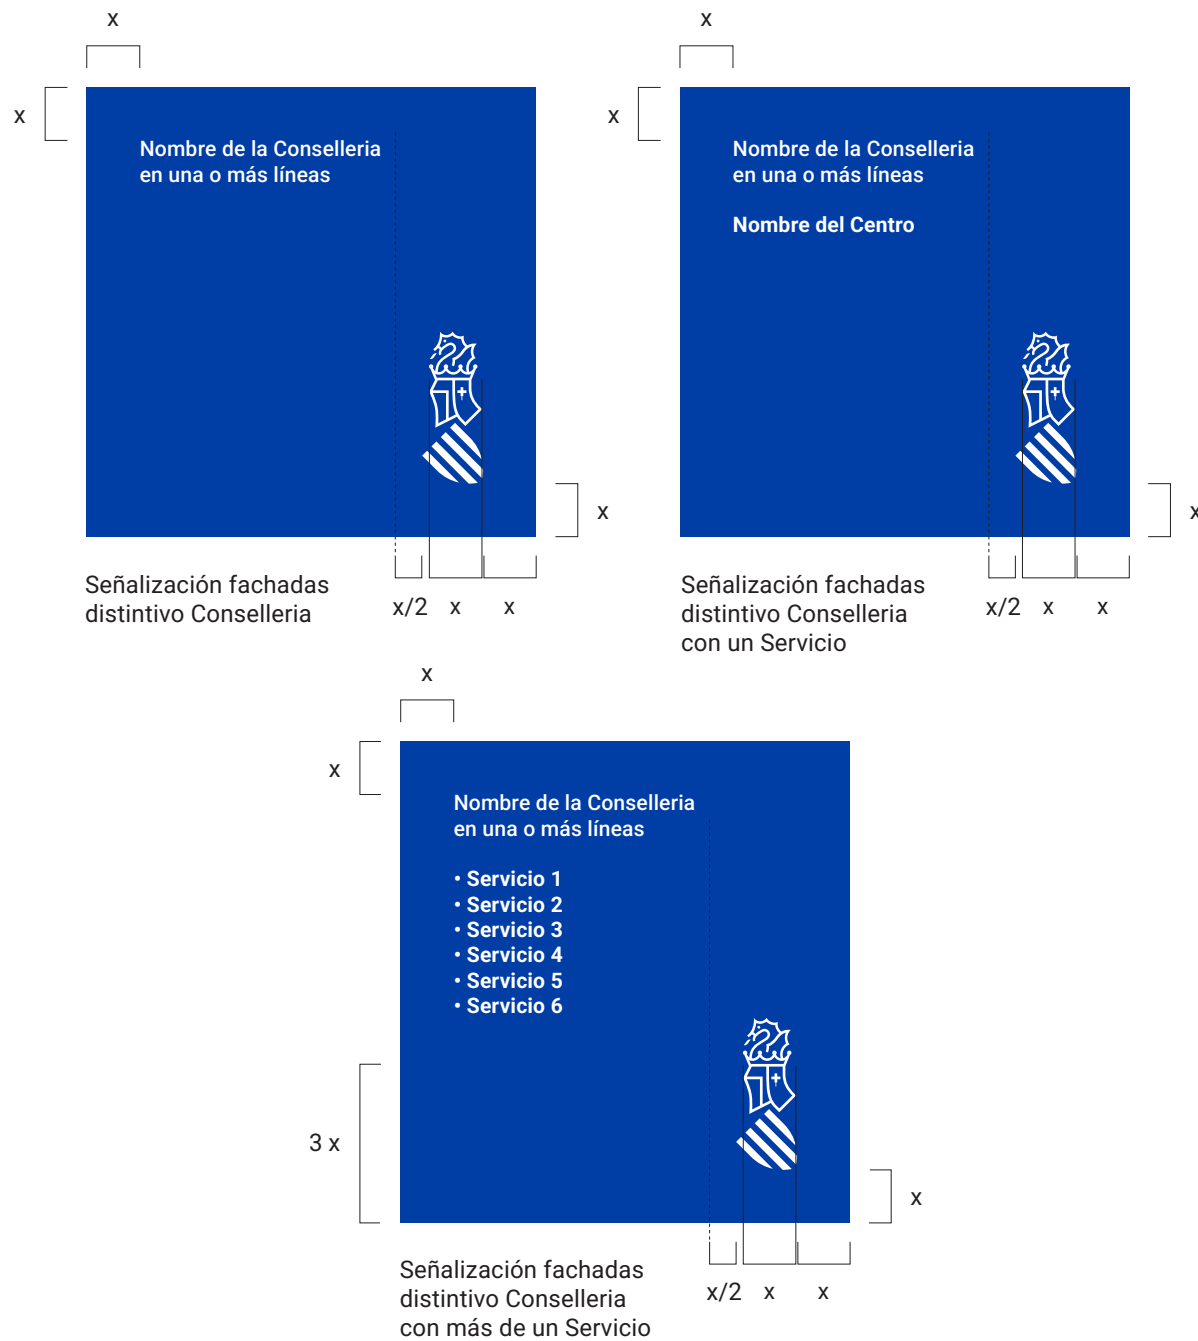 x
x
Nombre de la Conselleria
en una o más líneas
x
x/2 x x
Señalización fachadas
distintivo Conselleria
x
x
Nombre de la Conselleria
en una o más líneas
Nombre del Centro
x
x/2 x x
Señalización fachadas
distintivo Conselleria
con un Servicio
x
x
Nombre de la Conselleria
en una o más líneas
• Servicio 1
• Servicio 2
• Servicio 3
• Servicio 4
• Servicio 5
• Servicio 6
3 x
x
x/2 x x
Señalización fachadas
distintivo Conselleria
con más de un Servicio